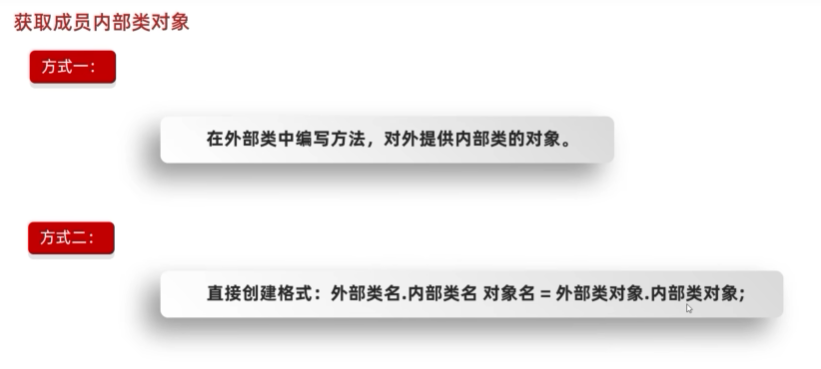 获取成员内部类对象
方式一：
在外部类中编写方法，对外提供内部类的对象。
方式二：
直接创建格式：外部类名.内部类名 对象名 = 外部类对象.内部类对象;